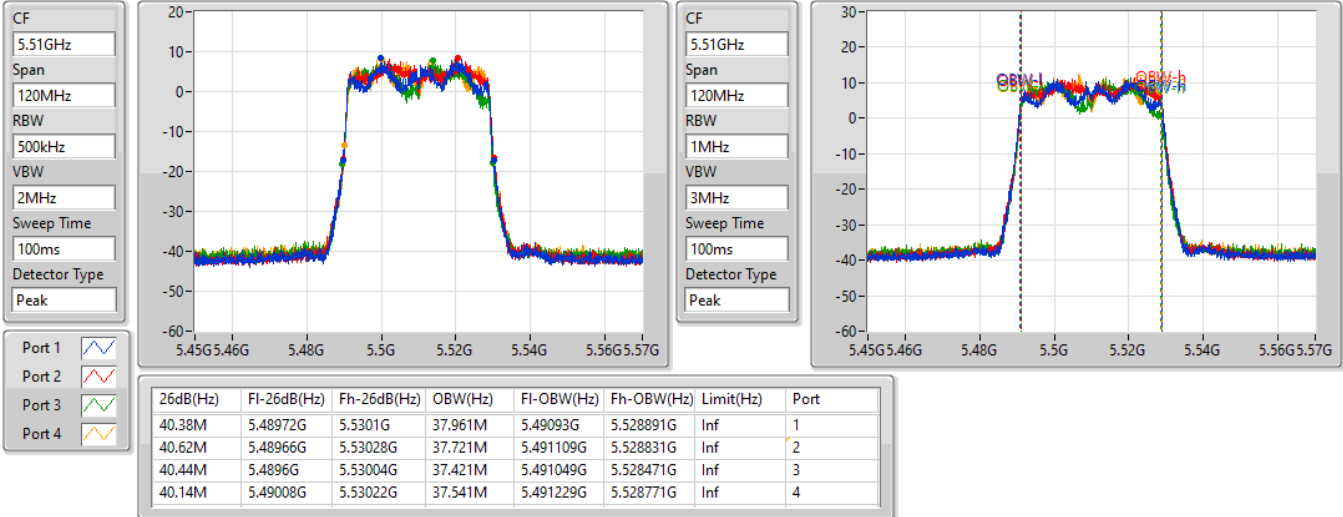 CF
5.51GHz
Span
120MHz
RBW
500kHz
VBW
2MHz
Sweep Time
100ms
Detector Type
Peak
20
10
0
-10
-20
-30
-40
-50
-60
5.45G 5.46G 5.48G 5.5G 5.52G 5.54G 5.56G 5.57G
CF
5.51GHz
Span
120MHz
RBW
1MHz
VBW
3MHz
Sweep Time
100ms
Detector Type
Peak
30
20
10
0
-10
-20
-30
-40
-50
-60
OBW-l OBW-h
5.45G 5.46G 5.48G 5.5G 5.52G 5.54G 5.56G 5.57G
Port 1
Port 2
Port 3
Port 4
26dB(Hz) Fl-26dB(Hz) Fh-26dB(Hz) OBW(Hz) Fl-OBW(Hz) Fh-OBW(Hz) Limit(Hz) Port
40.38M 5.48972G 5.5301G 37.961M 5.49093G 5.528891G Inf 1
40.62M 5.48966G 5.53028G 37.721M 5.491109G 5.528831G Inf 2
40.44M 5.4896G 5.53004G 37.421M 5.491049G 5.528471G Inf 3
40.14M 5.49008G 5.53022G 37.541M 5.491229G 5.528771G Inf 4